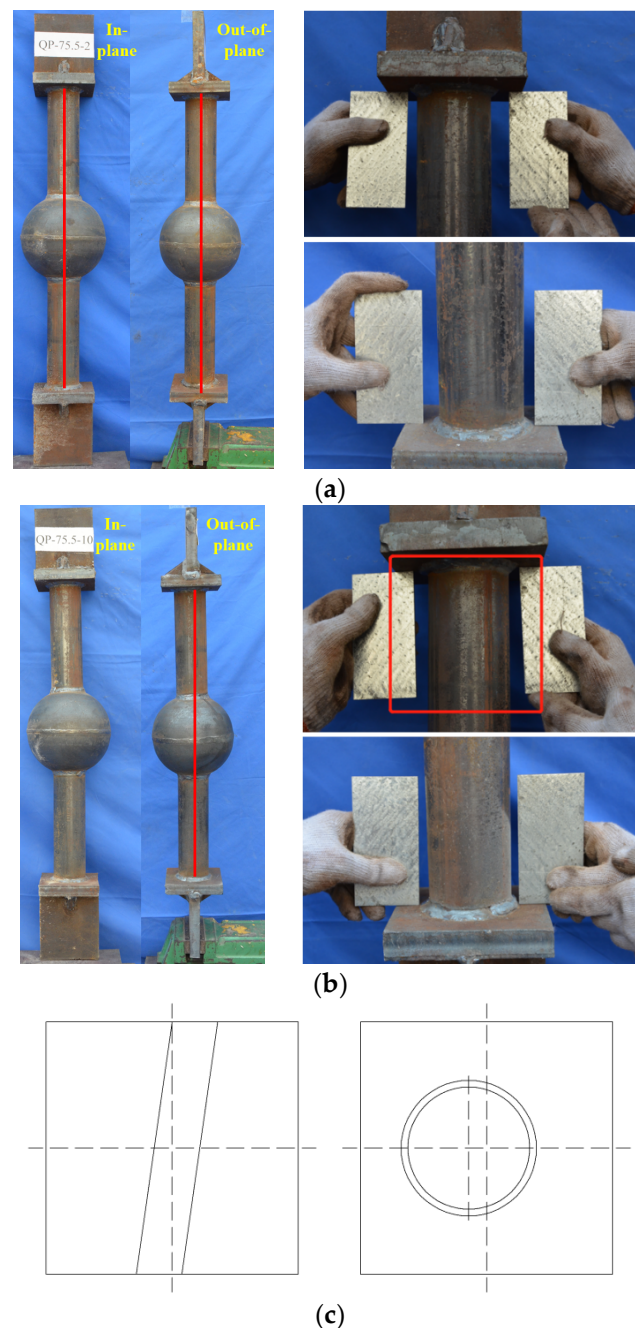 QP-75.5-2
In-
plane
Out-of-
plane
(a)
QP-75.5-10
In-
plane
Out-of-
plane
(b)
(c)